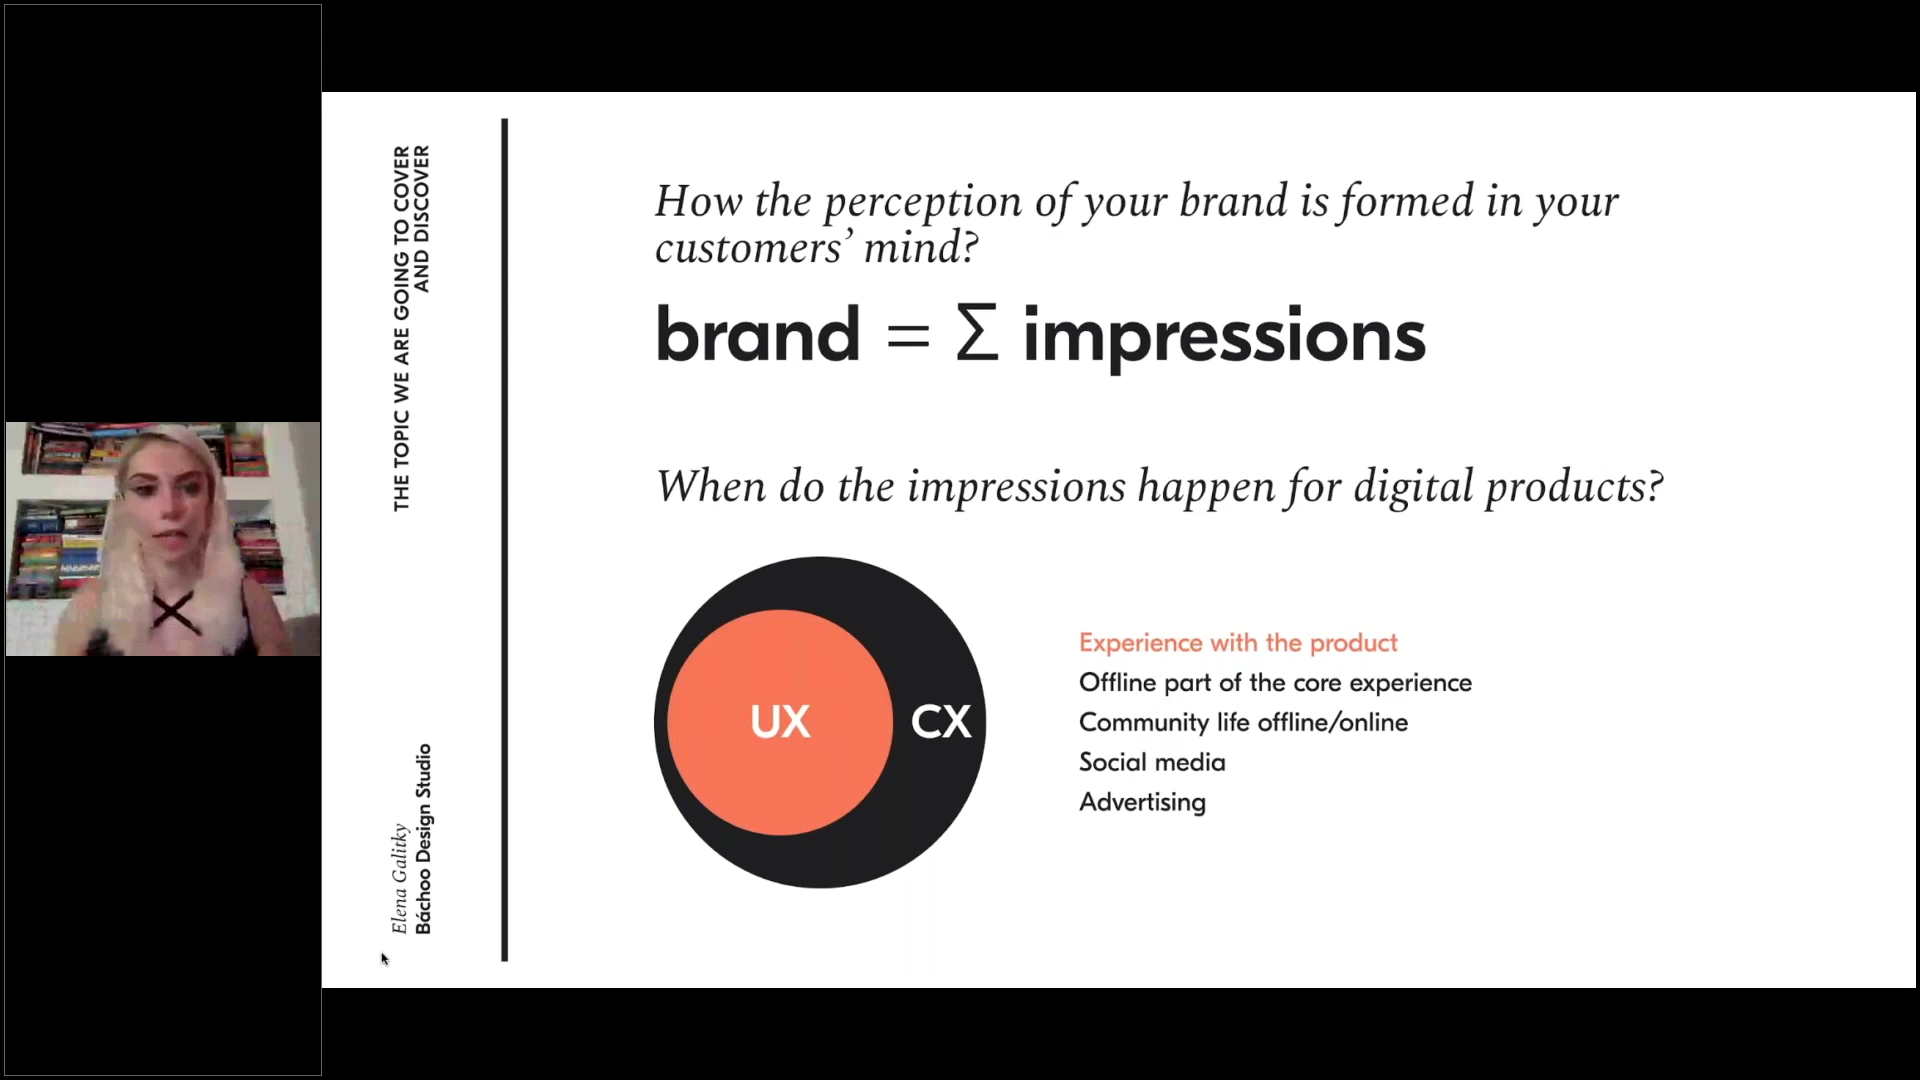 THE TOPIC WE ARE GOING TO COVER
AND DISCOVER
Elena Galitky
Báchoo Design Studio
How the perception of your brand is formed in your
customers’ mind?
brand = Σ impressions
When do the impressions happen for digital products?
UX
CX
Experience with the product
Offline part of the core experience
Community life offline/online
Social media
Advertising